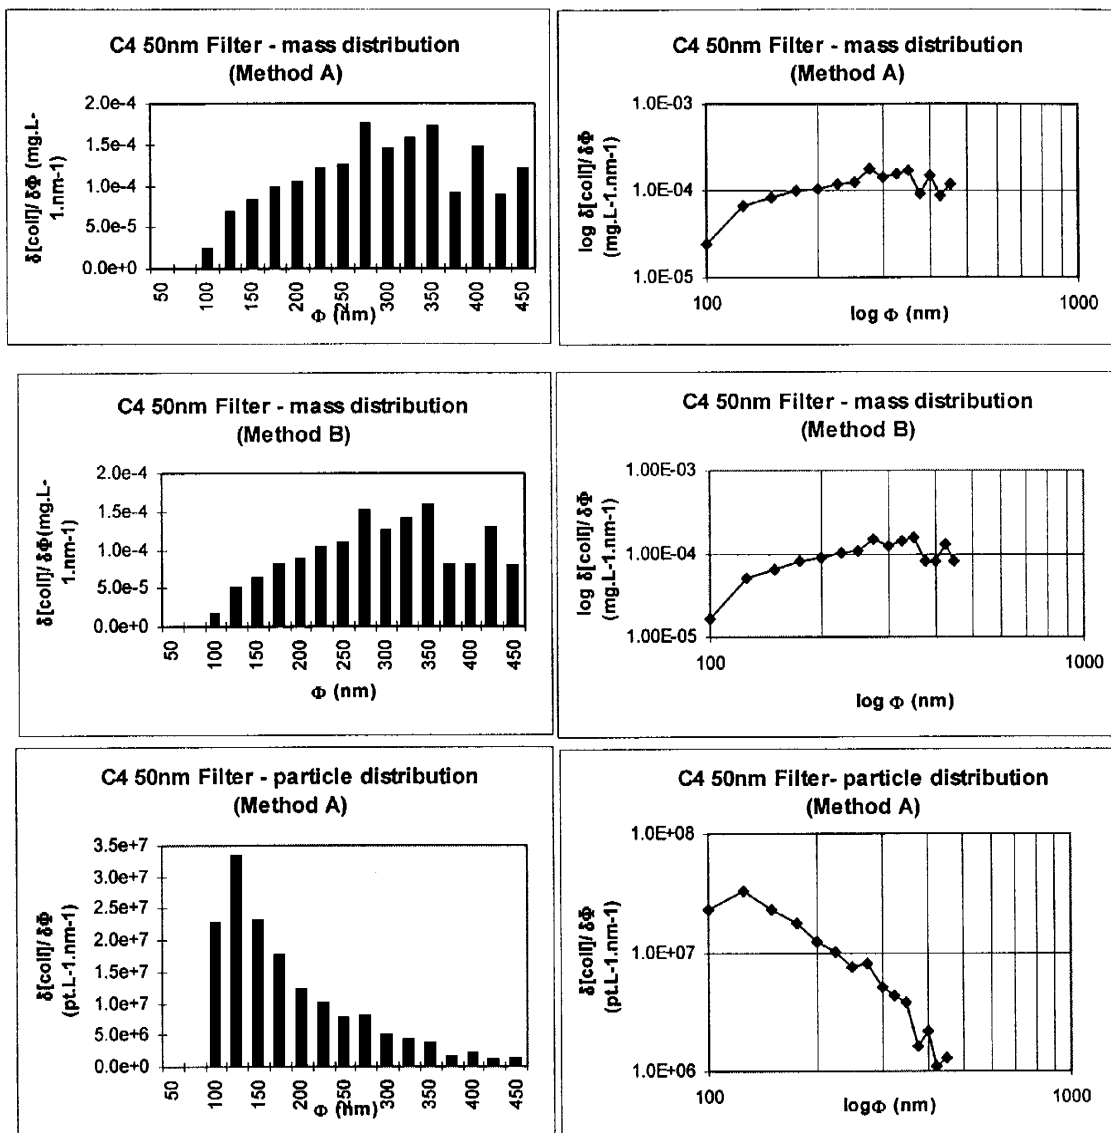 C4 50nm Filter - mass distribution
(Method A)
δ[coll]/ δΦ (mg.L-
1.nm-1)
2.0e-4
1.5e-4
1.0e-4
5.0e-5
0.0e+0
50
100
150
200
250
300
350
400
450
Φ (nm)
C4 50nm Filter - mass distribution
(Method A)
log δ[coll]/δΦ
(mg.L-1.nm-1)
1.0E-03
1.0E-04
1.0E-05
100
1000
log Φ (nm)
C4 50nm Filter - mass distribution
(Method B)
δ[coll]/ δΦ(mg.L-
1.nm-1)
2.0e-4
1.5e-4
1.0e-4
5.0e-5
0.0e+0
50
100
150
200
250
300
350
400
450
Φ (nm)
C4 50nm Filter - mass distribution
(Method B)
log δ[coll]/δΦ
(mg.L-1.nm-1)
1.00E-03
1.00E-04
1.00E-05
100
1000
log Φ (nm)
C4 50nm Filter - particle distribution
(Method A)
δ[coll]/ δΦ
(pt.L-1.nm-1)
3.5e+7
3.0e+7
2.5e+7
2.0e+7
1.5e+7
1.0e+7
5.0e+6
0.0e+0
50
100
150
200
250
300
350
400
450
Φ (nm)
C4 50nm Filter- particle distribution
(Method A)
δ[coll]/ δΦ
(pt.L-1.nm-1)
1.0E+08
1.0E+07
1.0E+06
100
1000
logΦ (nm)